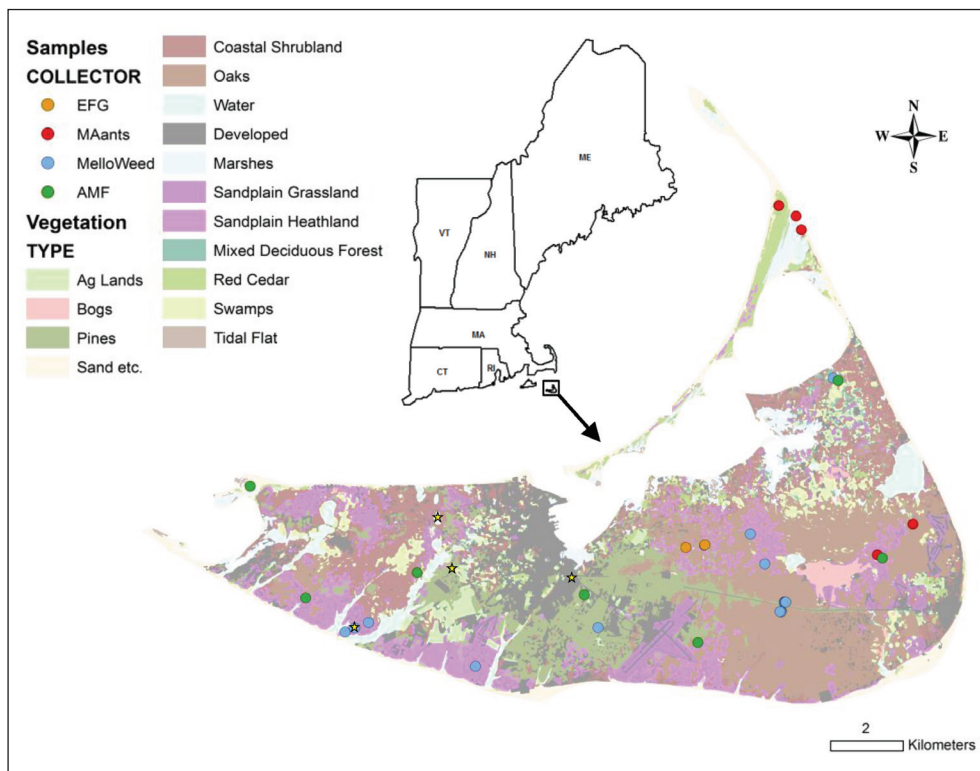 Samples
COLLECTOR
EFG
MAants
MelloWeed
AMF
Vegetation
TYPE
Ag Lands
Bogs
Pines
Sand etc.
Coastal Shrubland
Oaks
Water
Developed
Marshes
Sandplain Grassland
Sandplain Heathland
Mixed Deciduous Forest
Red Cedar
Swamps
Tidal Flat
ME
VT
NH
MA
CT
RI
N
W E
S
2
Kilometers